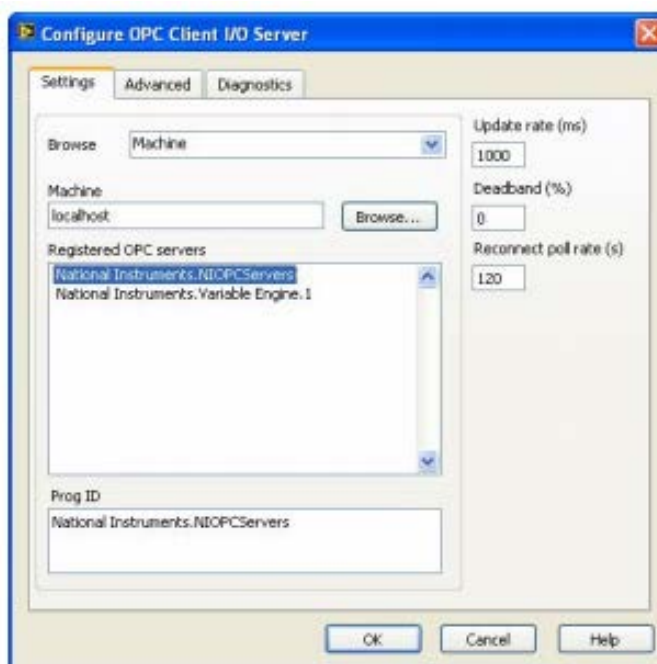 Configure OPC Client I/O Server
Settings
Advanced
Diagnostics
Browse
Machine
Machine
localhost
Browse...
Registered OPC servers
National Instruments.NIOPCServers
National Instruments.Variable Engine.1
Prog ID
National Instruments.NIOPCServers
Update rate (ms)
1000
Deadband (%)
0
Reconnect poll rate (s)
120
OK
Cancel
Help